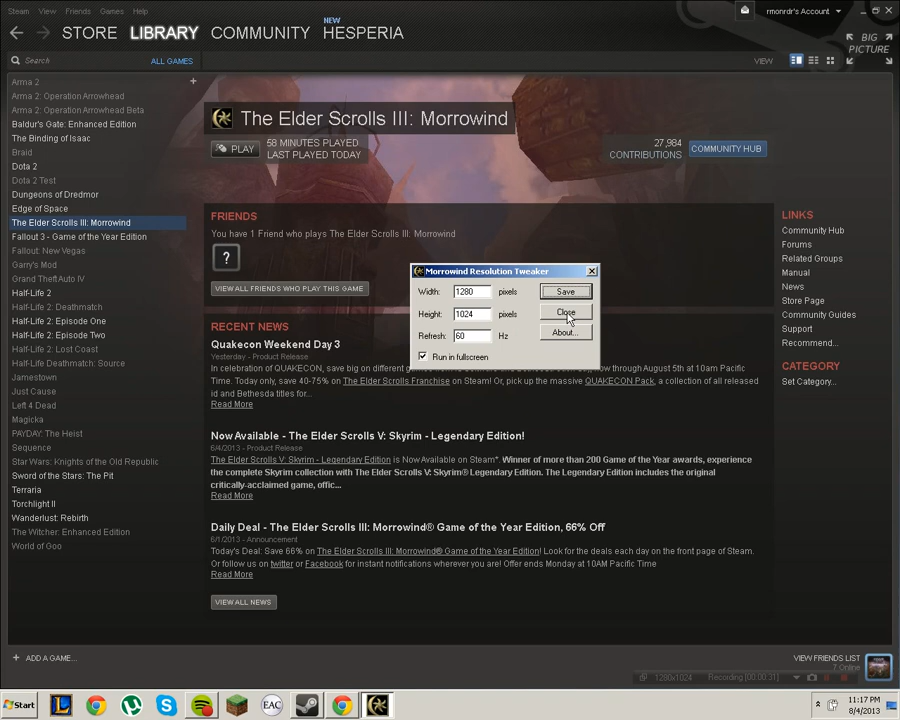 Steam View Friends Games Help
rmonrdr's Account
STORE LIBRARY COMMUNITY HESPERIA
NEW
BIG PICTURE
Search ALL GAMES
VIEW
Arma 2
Arma 2: Operation Arrowhead
Arma 2: Operation Arrowhead Beta
Baldur's Gate: Enhanced Edition
The Binding of Isaac
Braid
Dota 2
Dota 2 Test
Dungeons of Dredmor
Edge of Space
The Elder Scrolls III: Morrowind
Fallout 3 - Game of the Year Edition
Fallout: New Vegas
Garry's Mod
Grand Theft Auto IV
Half-Life 2
Half-Life 2: Deathmatch
Half-Life 2: Episode One
Half-Life 2: Episode Two
Half-Life 2: Lost Coast
Half-Life Deathmatch: Source
Jamestown
Just Cause
Left 4 Dead
Magicka
PAYDAY: The Heist
Sequence
Star Wars: Knights of the Old Republic
Sword of the Stars: The Pit
Terraria
Torchlight II
Wanderlust: Rebirth
The Witcher: Enhanced Edition
World of Goo
The Elder Scrolls III: Morrowind
PLAY
58 MINUTES PLAYED
LAST PLAYED TODAY
27,984
CONTRIBUTIONS
COMMUNITY HUB
FRIENDS
You have 1 Friend who plays The Elder Scrolls III: Morrowind
?
VIEW ALL FRIENDS WHO PLAY THIS GAME
LINKS
Community Hub
Forums
Related Groups
Manual
News
Store Page
Community Guides
Support
Recommend...
CATEGORY
Set Category...
Morrowind Resolution Tweaker
Width: 1280 pixels Save
Height: 1024 pixels Close
Refresh: 60 Hz About...
Run in fullscreen
RECENT NEWS
Quakecon Weekend Day 3
Yesterday - Product Release
In celebration of QUAKECON, save big on different g
w through August 5th at 10am Pacific
Time. Today only, save 40-75% on The Elder Scrolls Franchise on Steam! Or, pick up the massive QUAKECON Pack, a collection of all released
id and Bethesda titles for...
Read More
Now Available - The Elder Scrolls V: Skyrim - Legendary Edition!
6/4/2013 - Product Release
The Elder Scrolls V: Skyrim - Legendary Edition is Now Available on Steam*. Winner of more than 200 Game of the Year awards, experience
the complete Skyrim collection with The Elder Scrolls V: Skyrim® Legendary Edition. The Legendary Edition includes the original
critically-acclaimed game, offic...
Read More
Daily Deal - The Elder Scrolls III: Morrowind® Game of the Year Edition, 66% Off
6/1/2013 - Announcement
Today's Deal: Save 66% on The Elder Scrolls III: Morrowind® Game of the Year Edition! Look for the deals each day on the front page of Steam.
Or follow us on twitter or Facebook for instant notifications wherever you are! Offer ends Monday at 10AM Pacific Time
Read More
VIEW ALL NEWS
ADD A GAME...
VIEW FRIENDS LIST
7 Online
1280x1024 Recording [00:00:31]
Start
EAC
11:17 PM
8/4/2013